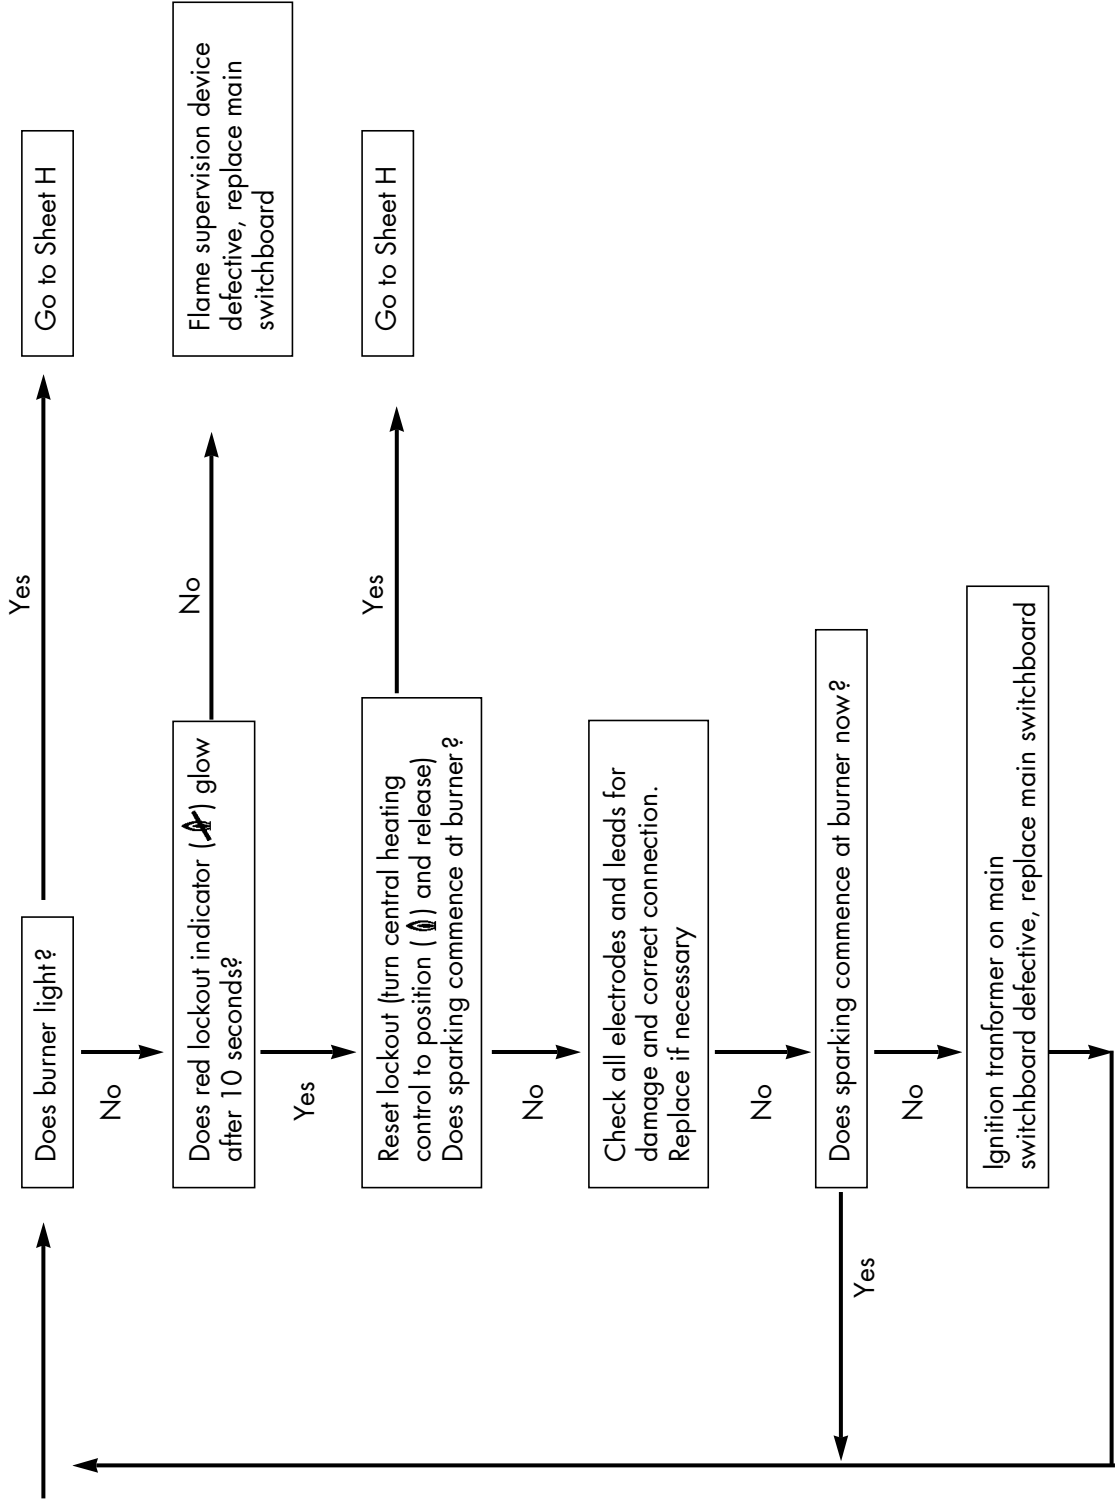 Does burner light?
Yes
Go to Sheet H
No
Does red lockout indicator ( ) glow
after 10 seconds?
No
Flame supervision device
defective, replace main
switchboard
Yes
Reset lockout (turn central heating
control to position ( ) and release)
Does sparking commence at burner?
Yes
Go to Sheet H
No
Check all electrodes and leads for
damage and correct connection.
Replace if necessary
No
Does sparking commence at burner now?
Yes
No
Ignition tranformer on main
switchboard defective, replace main switchboard